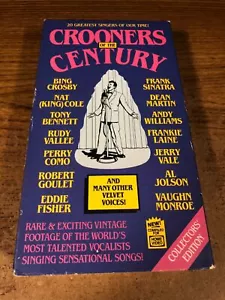 20 GREATEST SINGERS OF OUR TIME!
CROONERS
OF THE
CENTURY
BING
CROSBY
NAT
(KING) COLE
TONY
BENNETT
RUDY
VALLEE
PERRY
COMO
ROBERT
GOULET
EDDIE
FISHER
FRANK
SINATRA
DEAN
MARTIN
ANDY
WILLIAMS
FRANKIE
LAINE
JERRY
VALE
AL
JOLSON
VAUGHN
MONROE
AND
MANY OTHER
VELVET
VOICES!
RARE & EXCITING VINTAGE
FOOTAGE OF THE WORLD'S
MOST TALENTED VOCALISTS
SINGING SENSATIONAL SONGS!
NEW!
COLLECTORS
EDITION